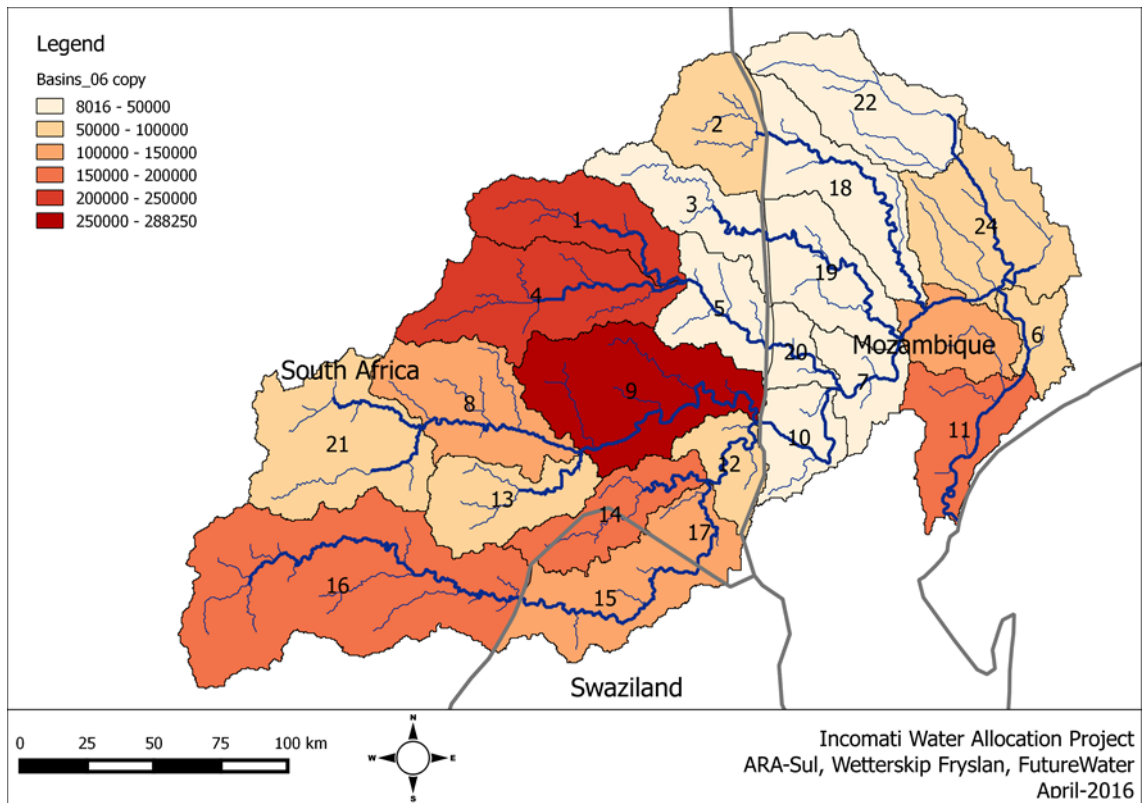 Legend
Basins_06 copy
8016 - 50000
50000 - 100000
100000 - 150000
150000 - 200000
200000 - 250000
250000 - 288250
22
2
18
3
1
24
19
4
5
6
20
Mozambique
South Africa
7
9
8
11
10
21
12
13
14
17
16
15
Swaziland
0 25 50 75 100 km
N
W E
S
Incomati Water Allocation Project
ARA-Sul, Wetterskip Fryslan, FutureWater
April-2016